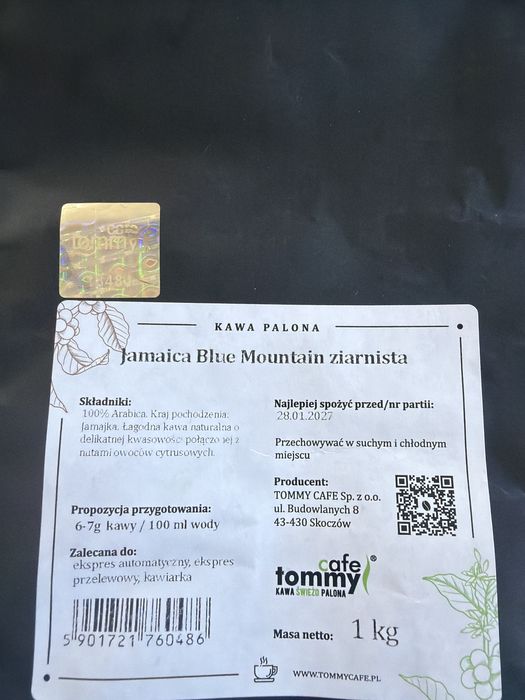 cafe
tommy
KAWA PALONA
Jamaica Blue Mountain ziarnista
Składniki:
100% Arabica. Kraj pochodzenia:
Jamajka. Łagodna kawa naturalna o
delikatnej kwasowości połączonej z
nutami owoców cytrusowych.
Najlepiej spożyć przed/nr partii:
28.01.2027
Przechowywać w suchym i chłodnym
miejscu
Producent:
TOMMY CAFE Sp. z o.o.
ul. Budowlanych 8
43-430 Skoczów
Propozycja przygotowania:
6-7g kawy / 100 ml wody
Zalecana do:
ekspres automatyczny, ekspres
przelewowy, kawiarka
cafe
tommy®
KAWA ŚWIEŻO PALONA
5 901721 760486
Masa netto: 1 kg
WWW.TOMMYCAFE.PL